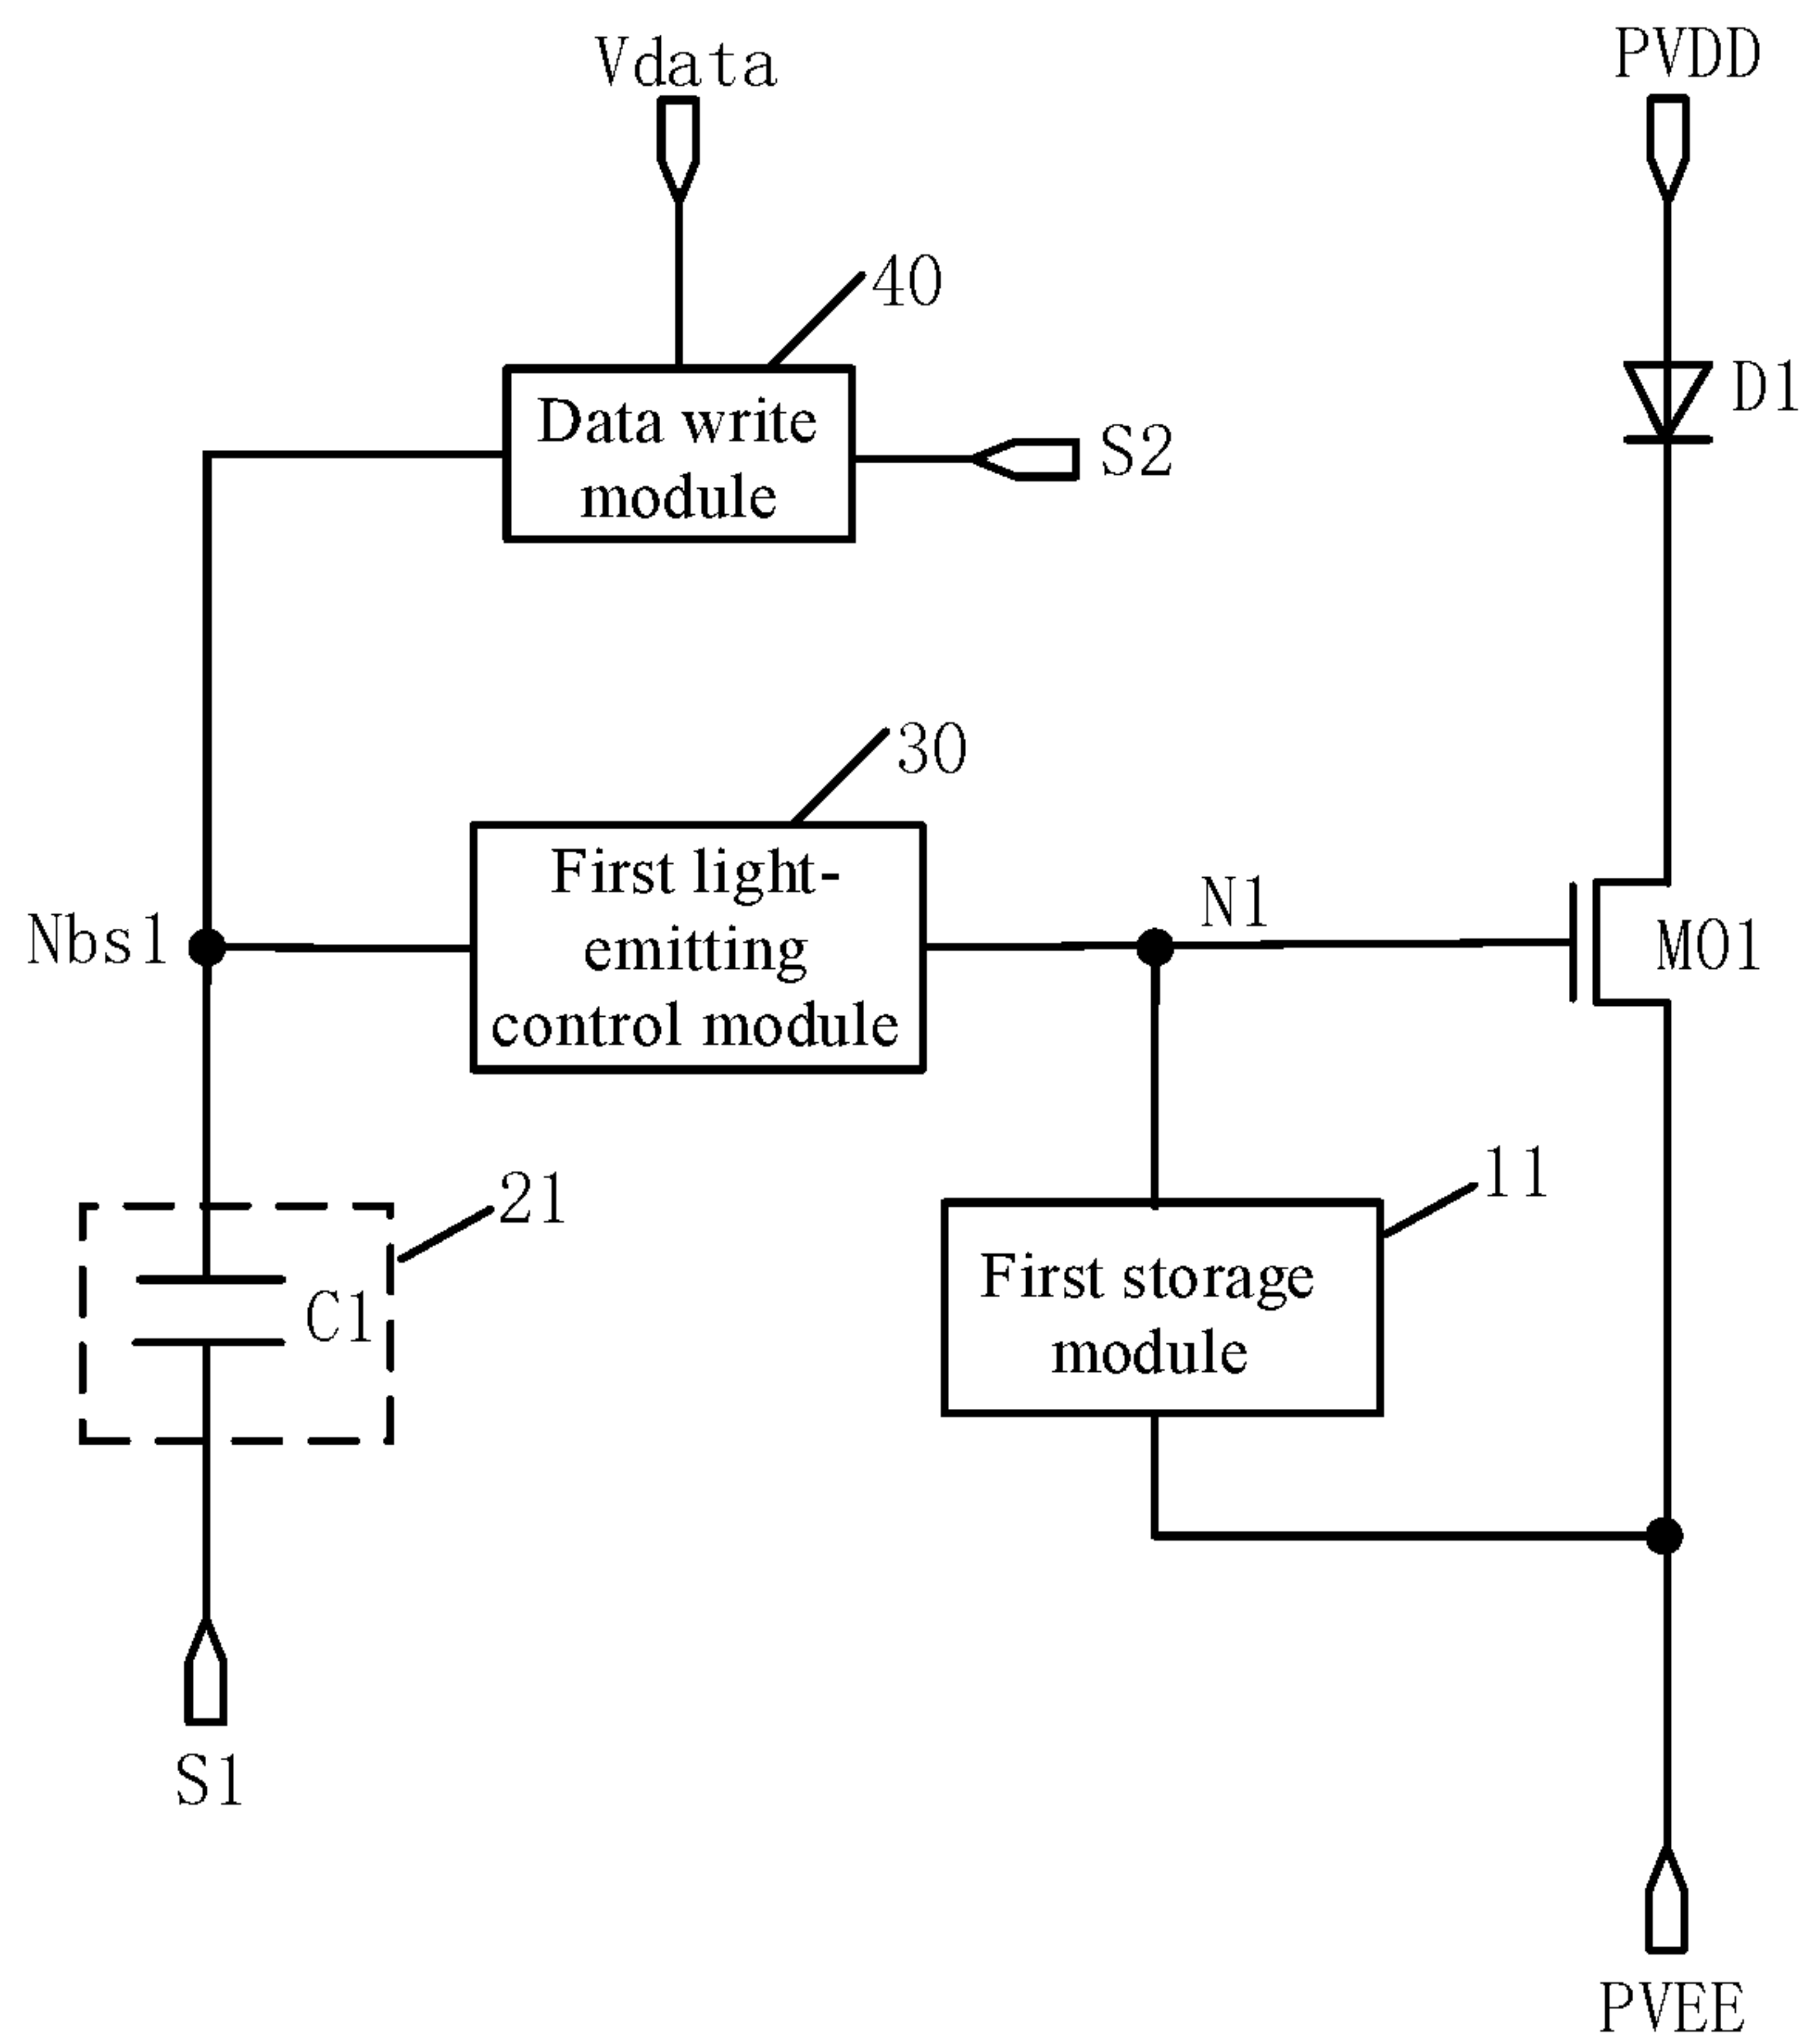 Vdata
PVDD
40
D1
Data write
module
S2
30
First light-
emitting
control module
Nbs1
N1
M01
21
11
C1
First storage
module
S1
PVEE